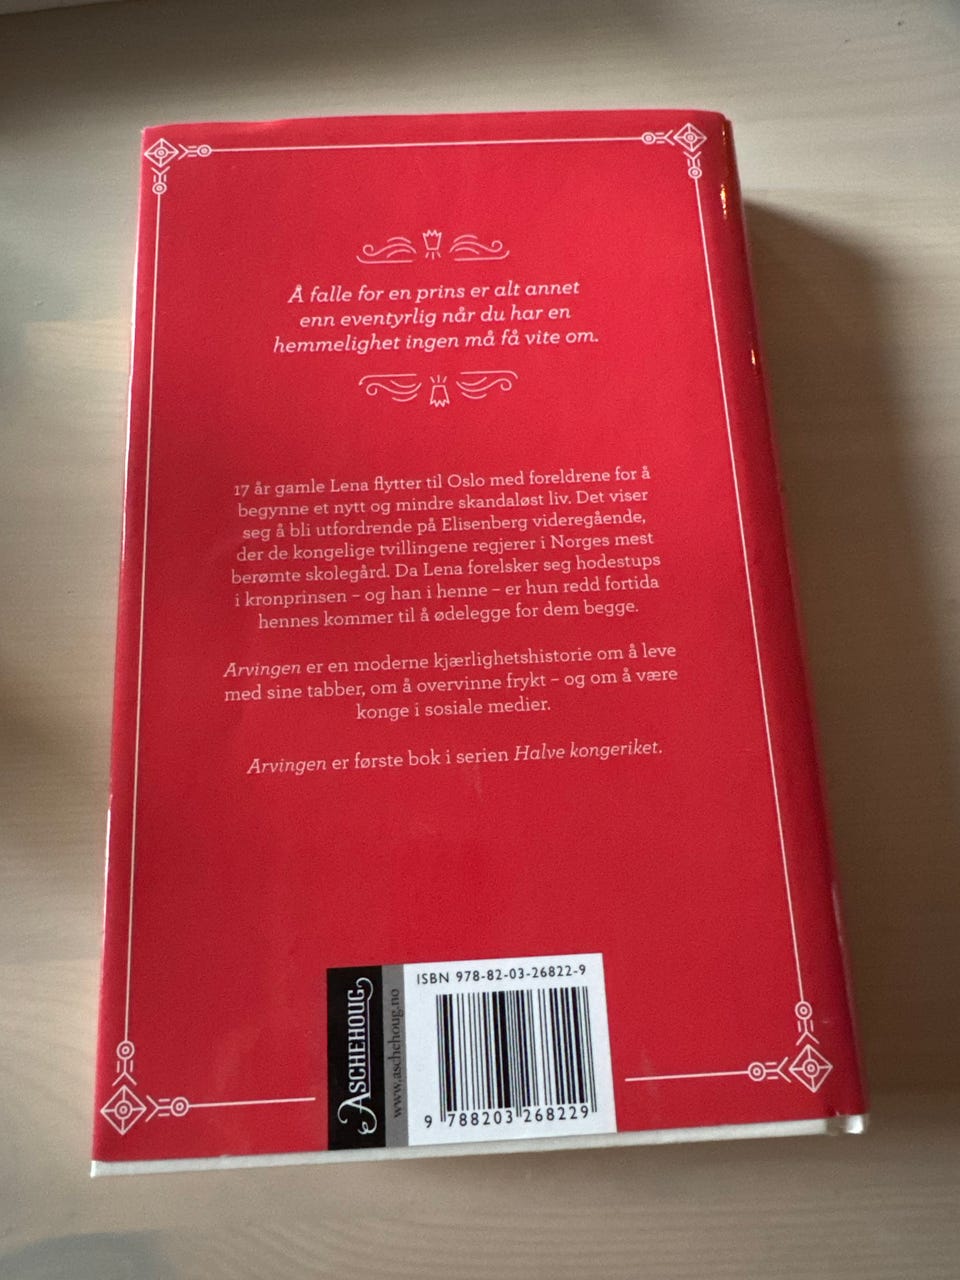 Å falle for en prins er alt annet
enn eventyrlig når du har en
hemmelighet ingen må få vite om.
17 år gamle Lena flytter til Oslo med foreldrene for å
begynne et nytt og mindre skandaløst liv. Det viser
seg å bli utfordrende på Elisenberg videregående,
der de kongelige tvillingene regjerer i Norges mest
berømte skolegård. Da Lena forelsker seg hodestups
i kronprinsen – og han i henne – er hun redd fortida
hennes kommer til å ødelegge for dem begge.
Arvingen er en moderne kjærlighetshistorie om å leve
med sine tabber, om å overvinne frykt – og om å være
konge i sosiale medier.
Arvingen er første bok i serien Halve kongeriket.
ASCHEHOUG
www.aschehoug.no
ISBN 978-82-03-26822-9
9 788203 268229